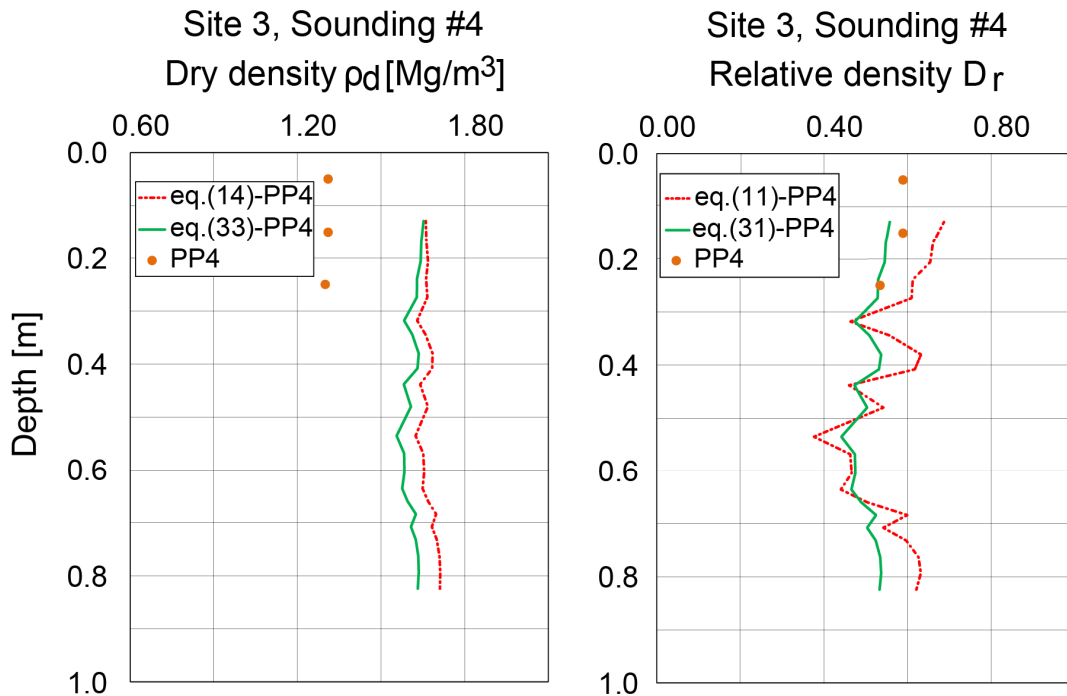 Site 3, Sounding #4
Dry density ρd [Mg/m³]
0.60 1.20 1.80
0.0
0.2
0.4
0.6
0.8
1.0
Depth [m]
eq.(14)-PP4
eq.(33)-PP4
PP4
Site 3, Sounding #4
Relative density Dr
0.00 0.40 0.80
0.0
0.2
0.4
0.6
0.8
1.0
eq.(11)-PP4
eq.(31)-PP4
PP4